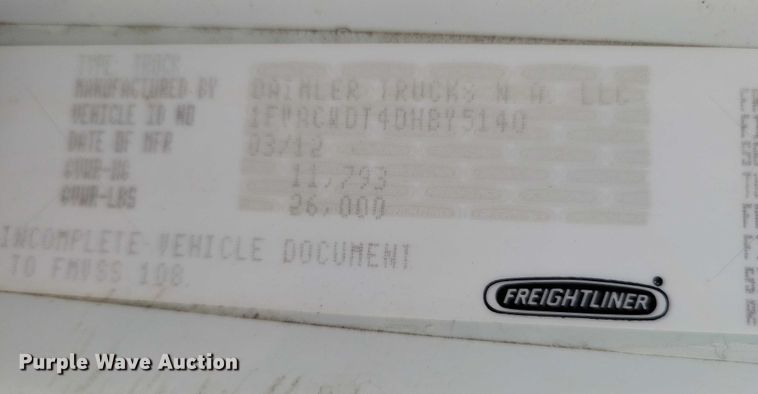 TYPE: TRUCK
MANUFACTURED BY DAIMLER TRUCKS N A. LLC
VEHICLE ID NO 1FVACWDT4DHBY5140
DATE OF MFR 03/12
GVWR-KG 11,793
GVWR-LBS 26,000
INCOMPLETE VEHICLE DOCUMENT
TO FMVSS 108.
FREIGHTLINER
Purple Wave Auction